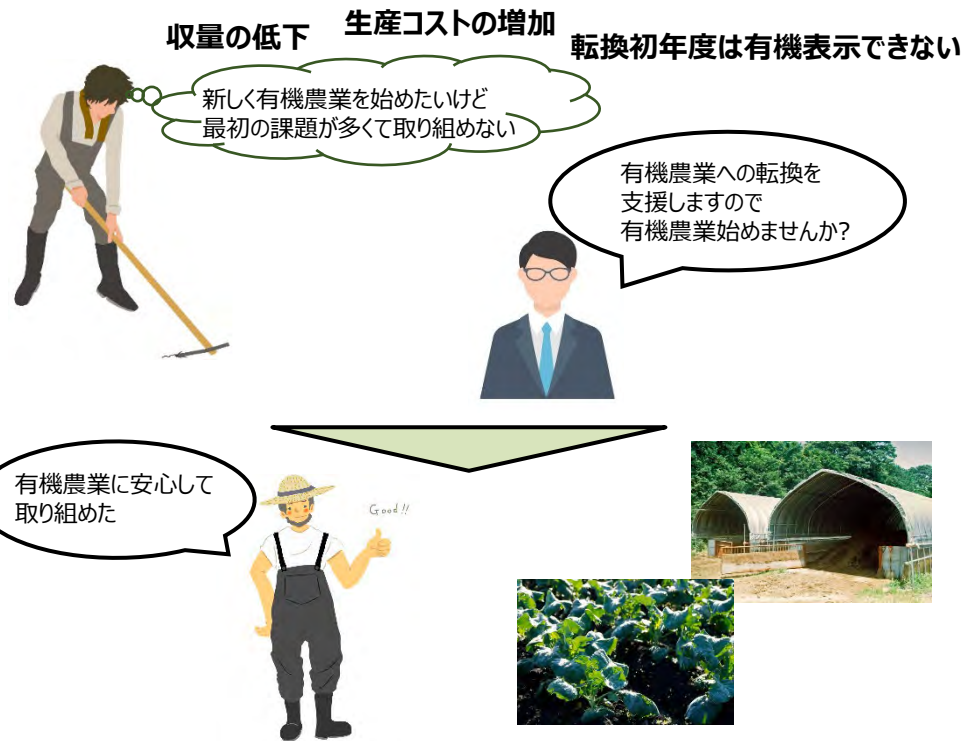 収量の低下
生産コストの増加
転換初年度は有機表示できない
新しく有機農業を始めたいけど
最初の課題が多くて取り組めない
有機農業への転換を
支援しますので
有機農業始めませんか?
有機農業に安心して
取り組めた
Good!!